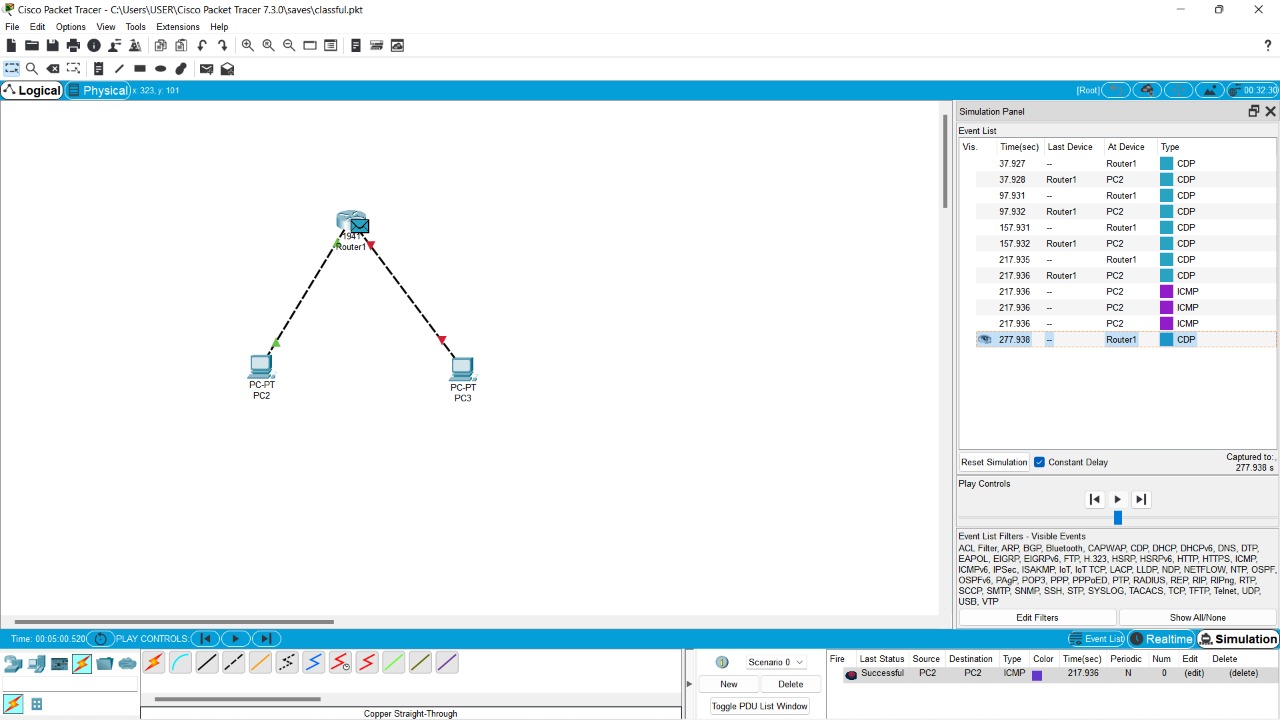 Cisco Packet Tracer - C:\Users\USER\Cisco Packet Tracer 7.3.0\saves\classful.pkt
File Edit Options View Tools Extensions Help
?
Logical Physical x: 323, y: 101 [Root] 00:32:30
Simulation Panel
Event List
Vis. Time(sec) Last Device At Device Type
37.927 -- Router1 CDP
37.928 Router1 PC2 CDP
97.931 -- Router1 CDP
97.932 Router1 PC2 CDP
157.931 -- Router1 CDP
157.932 Router1 PC2 CDP
217.935 -- Router1 CDP
217.936 Router1 PC2 CDP
217.936 -- PC2 ICMP
217.936 -- PC2 ICMP
217.936 -- PC2 ICMP
277.938 -- Router1 CDP
1941
Router1
PC-PT
PC2
PC-PT
PC3
Reset Simulation Constant Delay Captured to:
277.938 s
Play Controls
Event List Filters - Visible Events
ACL Filter, ARP, BGP, Bluetooth, CAPWAP, CDP, DHCP, DHCPv6, DNS, DTP,
EAPOL, EIGRP, EIGRPv6, FTP, H.323, HSRP, HSRPv6, HTTP, HTTPS, ICMP,
ICMPv6, IPSec, ISAKMP, IoT, IoT TCP, LACP, LLDP, NDP, NETFLOW, NTP, OSPF,
OSPFv6, PAgP, POP3, PPP, PPPoED, PTP, RADIUS, REP, RIP, RIPng, RTP,
SCCP, SMTP, SNMP, SSH, STP, SYSLOG, TACACS, TCP, TFTP, Telnet, UDP,
USB, VTP
Edit Filters Show All/None
Time: 00:05:00.520 PLAY CONTROLS: Event List Realtime Simulation
Scenario 0
New Delete
Toggle PDU List Window
Fire Last Status Source Destination Type Color Time(sec) Periodic Num Edit Delete
Successful PC2 PC2 ICMP 217.936 N 0 (edit) (delete)
Copper Straight-Through